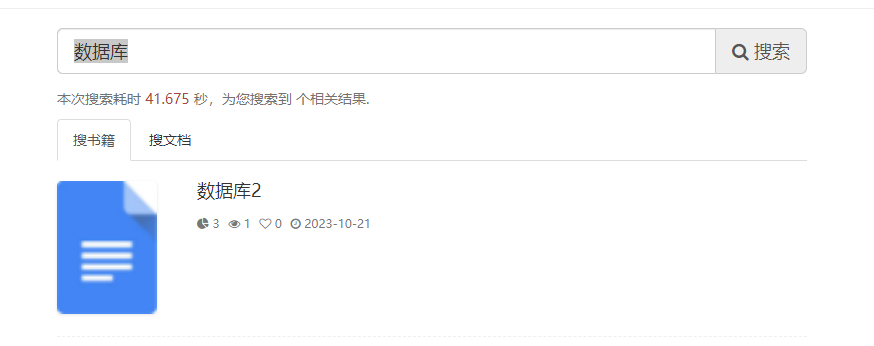 数据库
搜索
本次搜索耗时 41.675 秒，为您搜索到 个相关结果.
搜书籍 搜文档
数据库2
3 1 0 2023-10-21